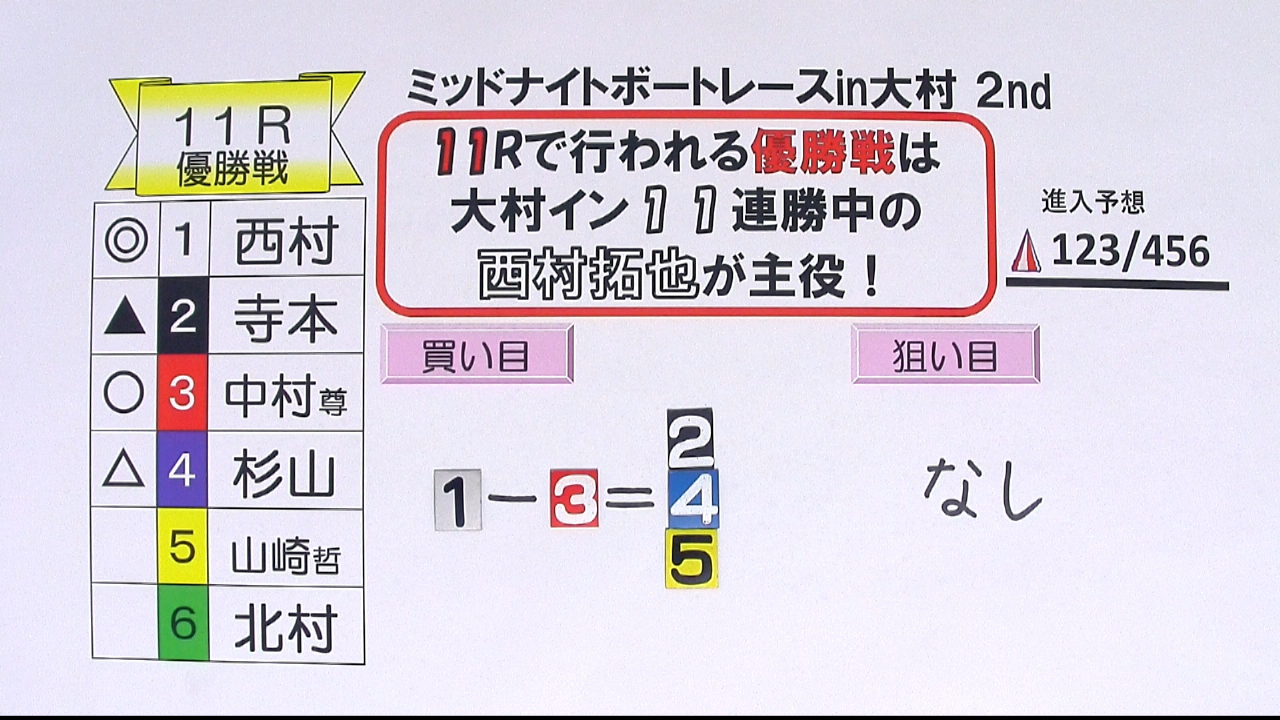 ミッドナイトボートレースin大村 2nd
11R
優勝戦
11Rで行われる優勝戦は
大村イン11連勝中の
西村拓也が主役！
進入予想
123/456
◎ 1 西村
▲ 2 寺本
○ 3 中村尊
△ 4 杉山
5 山崎哲
6 北村
買い目
狙い目
2
1－3＝4
5
なし